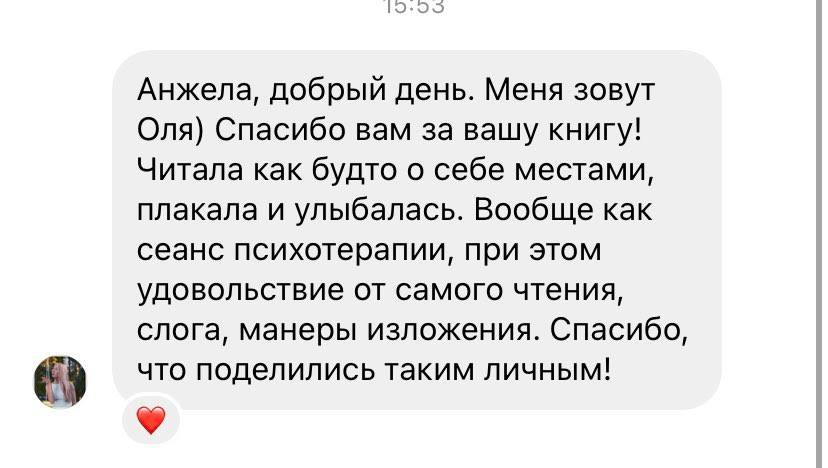 15:53
Анжела, добрый день. Меня зовут
Оля) Спасибо вам за вашу книгу!
Читала как будто о себе местами,
плакала и улыбалась. Вообще как
сеанс психотерапии, при этом
удовольствие от самого чтения,
слога, манеры изложения. Спасибо,
что поделились таким личным!